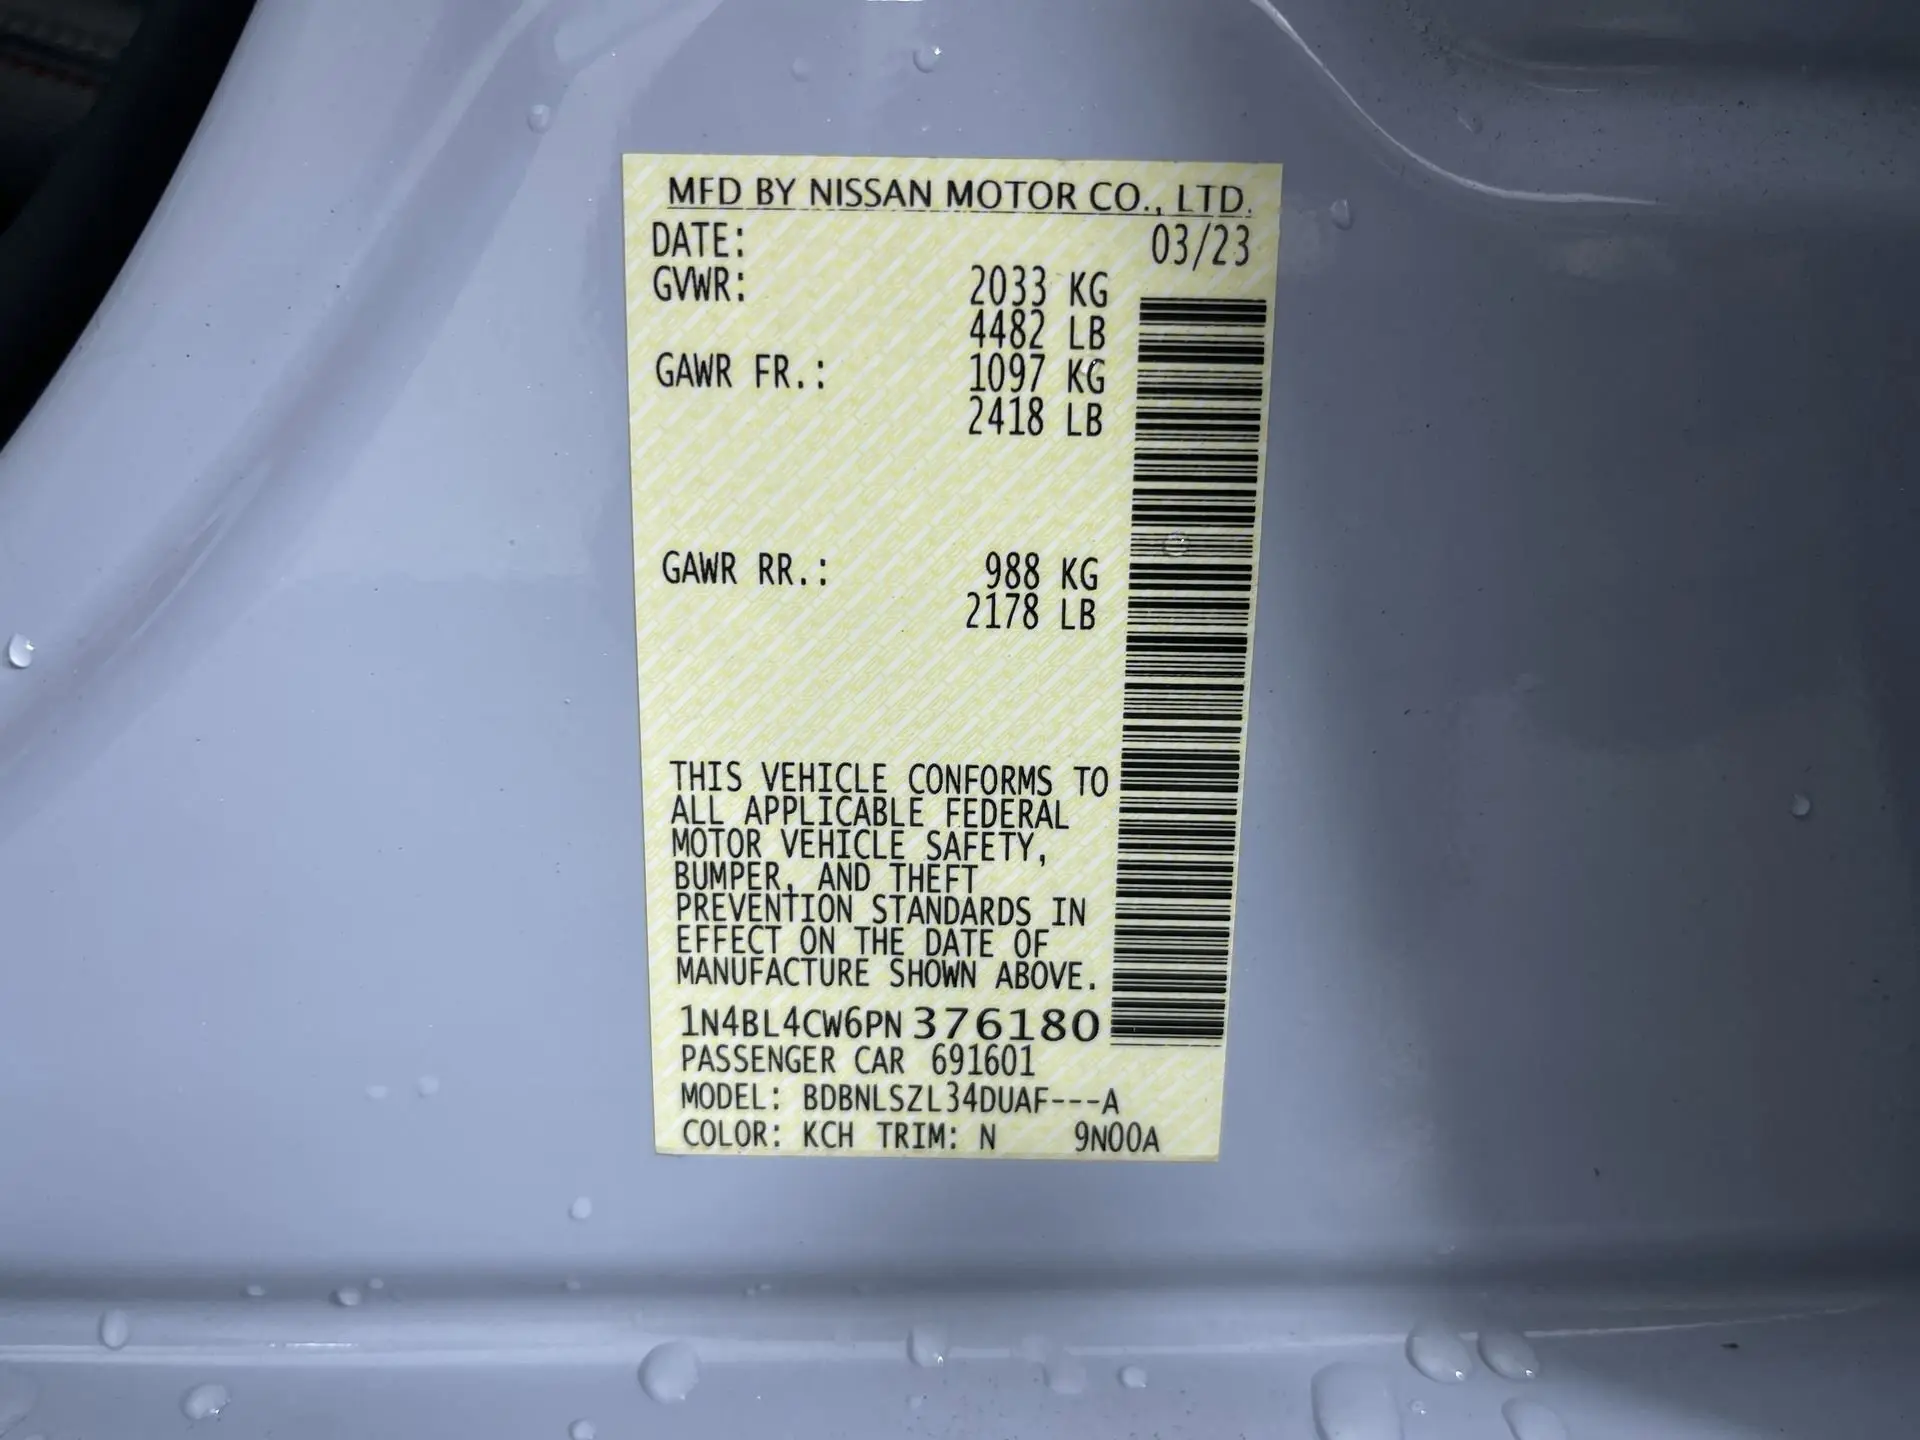 MFD BY NISSAN MOTOR CO., LTD.
DATE: 03/23
GVWR: 2033 KG
4482 LB
GAWR FR.: 1097 KG
2418 LB
GAWR RR.: 988 KG
2178 LB
THIS VEHICLE CONFORMS TO
ALL APPLICABLE FEDERAL
MOTOR VEHICLE SAFETY,
BUMPER, AND THEFT
PREVENTION STANDARDS IN
EFFECT ON THE DATE OF
MANUFACTURE SHOWN ABOVE.
1N4BL4CW6PN376180
PASSENGER CAR 691601
MODEL: BDBNLSZL34DUAF---A
COLOR: KCH TRIM: N 9N00A